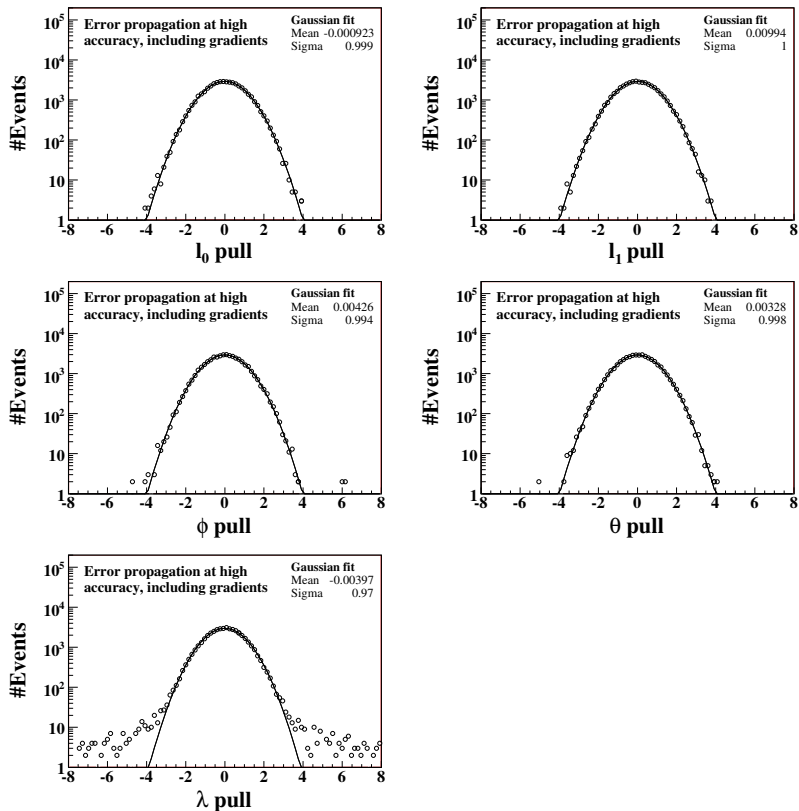 Error propagation at high
accuracy, including gradients
Gaussian fit
Mean -0.000923
Sigma 0.999
#Events
10⁵
10⁴
10³
10²
10
1
-8 -6 -4 -2 0 2 4 6 8
l₀ pull
Error propagation at high
accuracy, including gradients
Gaussian fit
Mean 0.00994
Sigma 1
#Events
10⁵
10⁴
10³
10²
10
1
-8 -6 -4 -2 0 2 4 6 8
l₁ pull
Error propagation at high
accuracy, including gradients
Gaussian fit
Mean 0.00426
Sigma 0.994
#Events
10⁵
10⁴
10³
10²
10
1
-8 -6 -4 -2 0 2 4 6 8
ϕ pull
Error propagation at high
accuracy, including gradients
Gaussian fit
Mean 0.00328
Sigma 0.998
#Events
10⁵
10⁴
10³
10²
10
1
-8 -6 -4 -2 0 2 4 6 8
θ pull
Error propagation at high
accuracy, including gradients
Gaussian fit
Mean -0.00397
Sigma 0.97
#Events
10⁵
10⁴
10³
10²
10
1
-8 -6 -4 -2 0 2 4 6 8
λ pull